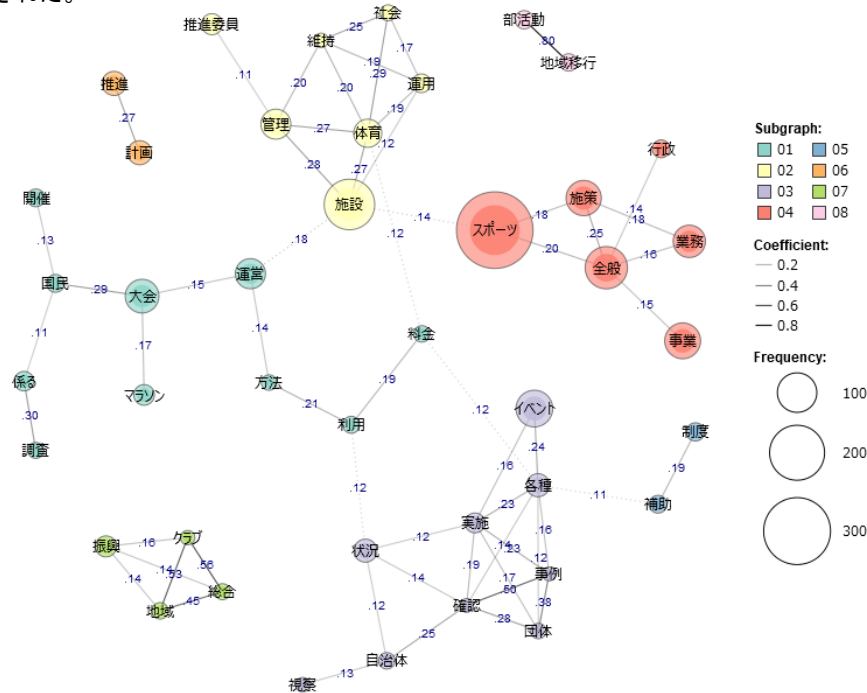 された。
推進委員
社会
部活動
.25
維持
.80
.17
地域移行
.19
推進
.29
運用
.11
.20
.20
.19
.27
管理
.27
体育
.12
計画
行政
.28
.27
開催
施設
施策
.14
.14
.18
.18
スポーツ
.13
.18
.12
.25
業務
.20
.16
全般
運営
国民
.29
大会
.15
.15
.11
.14
料金
事業
.17
係る
方法
.19
マラソン
.21
イベント
.12
.30
利用
制度
調査
.24
.16
.19
各種
.12
.11
補助
.23
実施
.16
クラブ
.12
.14
.23
振興
.16
状況
.12
.56
.19
事例
.14
.53
.17
.14
.14
.50
総合
.38
.45
確認
地域
.12
.28
団体
.25
自治体
.13
視察
Subgraph:
01 05
02 06
03 07
04 08
Coefficient:
0.2
0.4
0.6
0.8
Frequency:
100
200
300